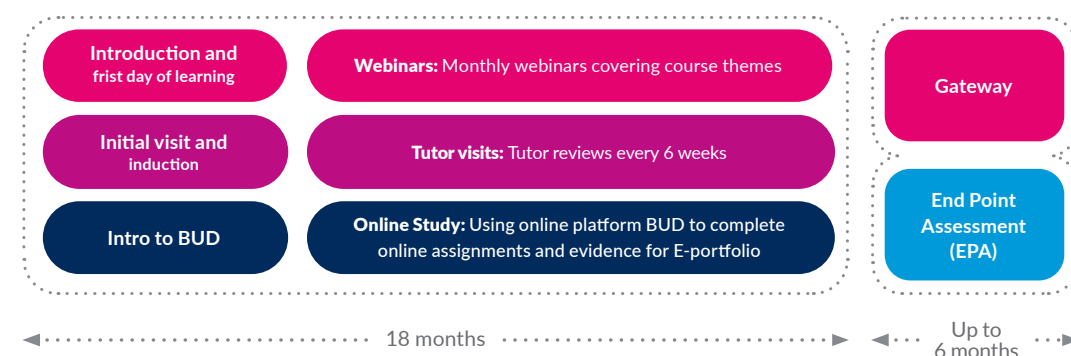 Introduction and
frist day of learning
Webinars: Monthly webinars covering course themes
Initial visit and
induction
Tutor visits: Tutor reviews every 6 weeks
Intro to BUD
Online Study: Using online platform BUD to complete
online assignments and evidence for E-portfolio
Gateway
End Point
Assessment
(EPA)
18 months
Up to
6 months